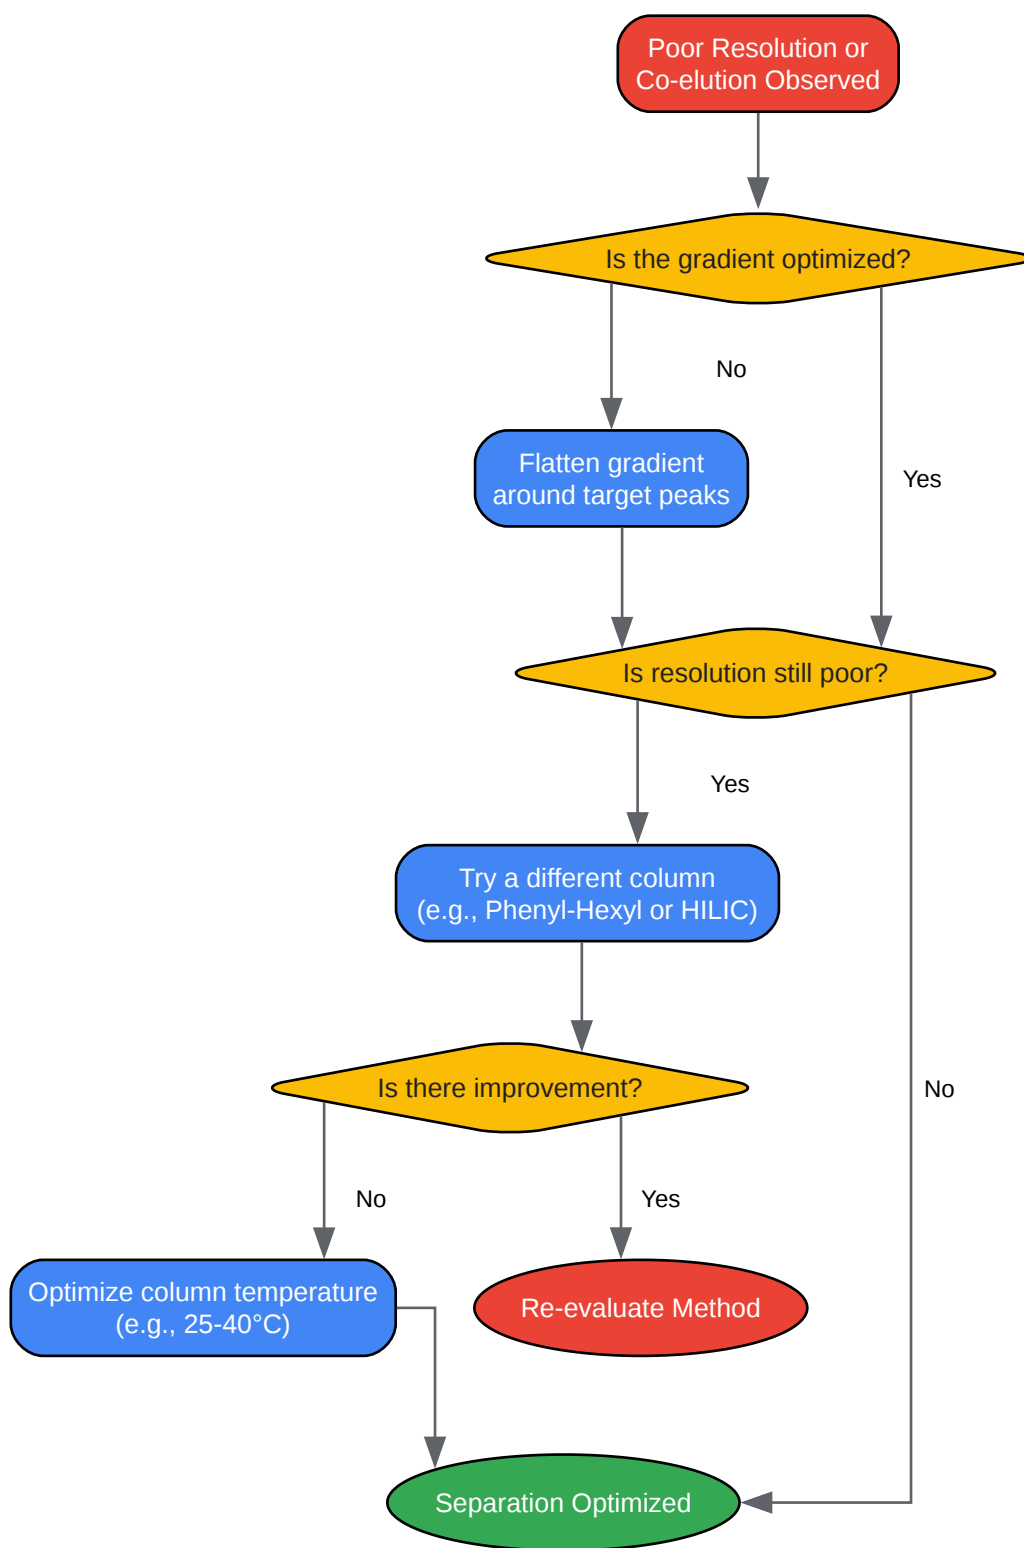 Poor Resolution or
Co-elution Observed
Is the gradient optimized?
No
Flatten gradient
around target peaks
Yes
Is resolution still poor?
Yes
Try a different column
(e.g., Phenyl-Hexyl or HILIC)
Is there improvement?
No
No
Yes
Optimize column temperature
(e.g., 25-40°C)
Re-evaluate Method
Separation Optimized